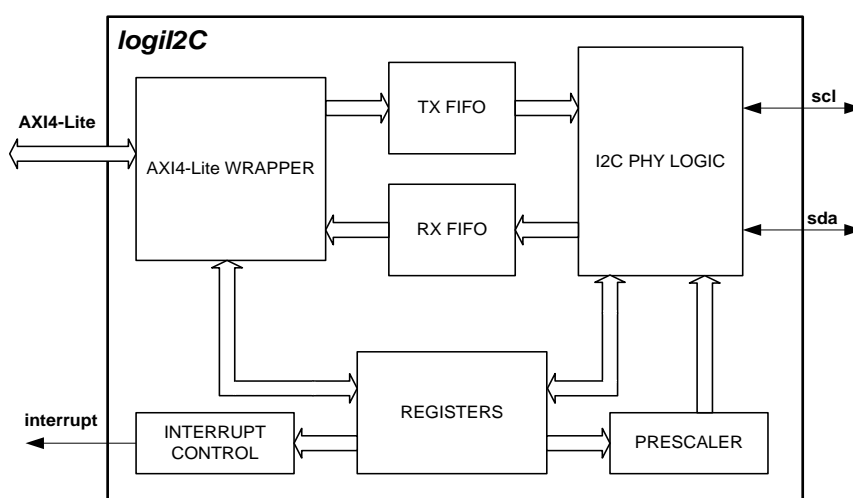 logiI2C
TX FIFO
scl
AXI4-Lite
AXI4-Lite WRAPPER
I2C PHY LOGIC
RX FIFO
sda
REGISTERS
interrupt
INTERRUPT
CONTROL
PRESCALER